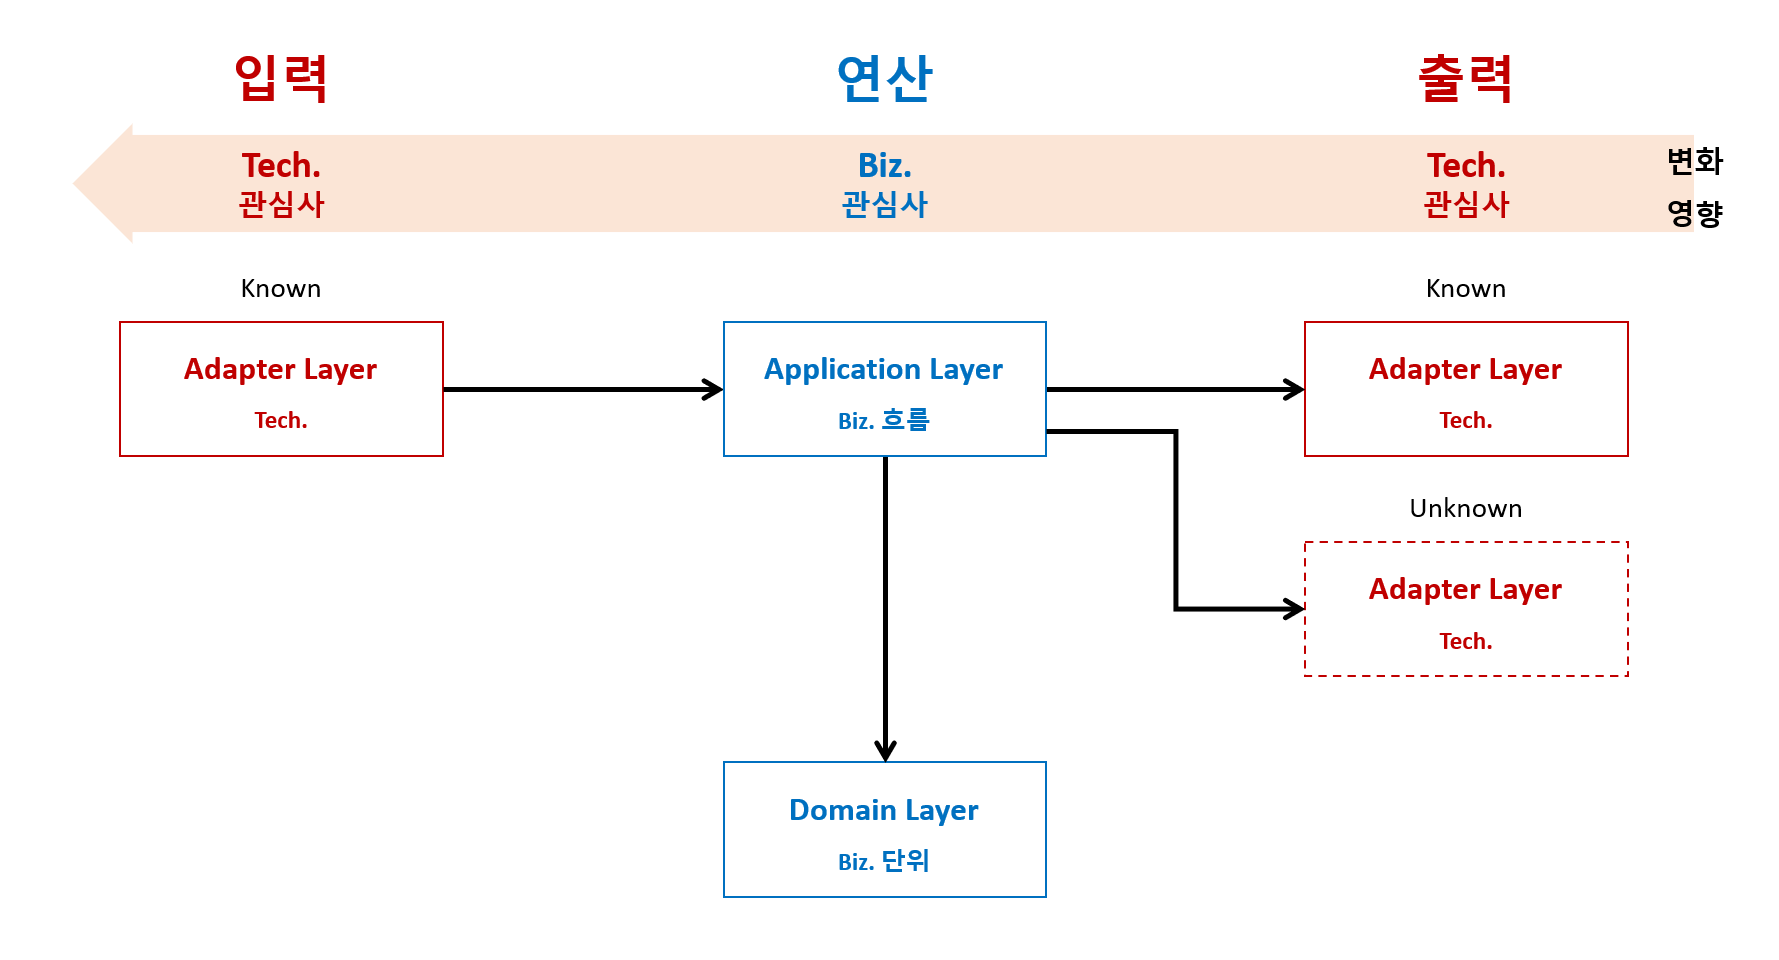 입력
연산
출력
Tech.
관심사
Biz.
관심사
Tech.
관심사
변화
영향
Known
Known
Adapter Layer
Tech.
Application Layer
Biz. 흐름
Adapter Layer
Tech.
Unknown
Adapter Layer
Tech.
Domain Layer
Biz. 단위